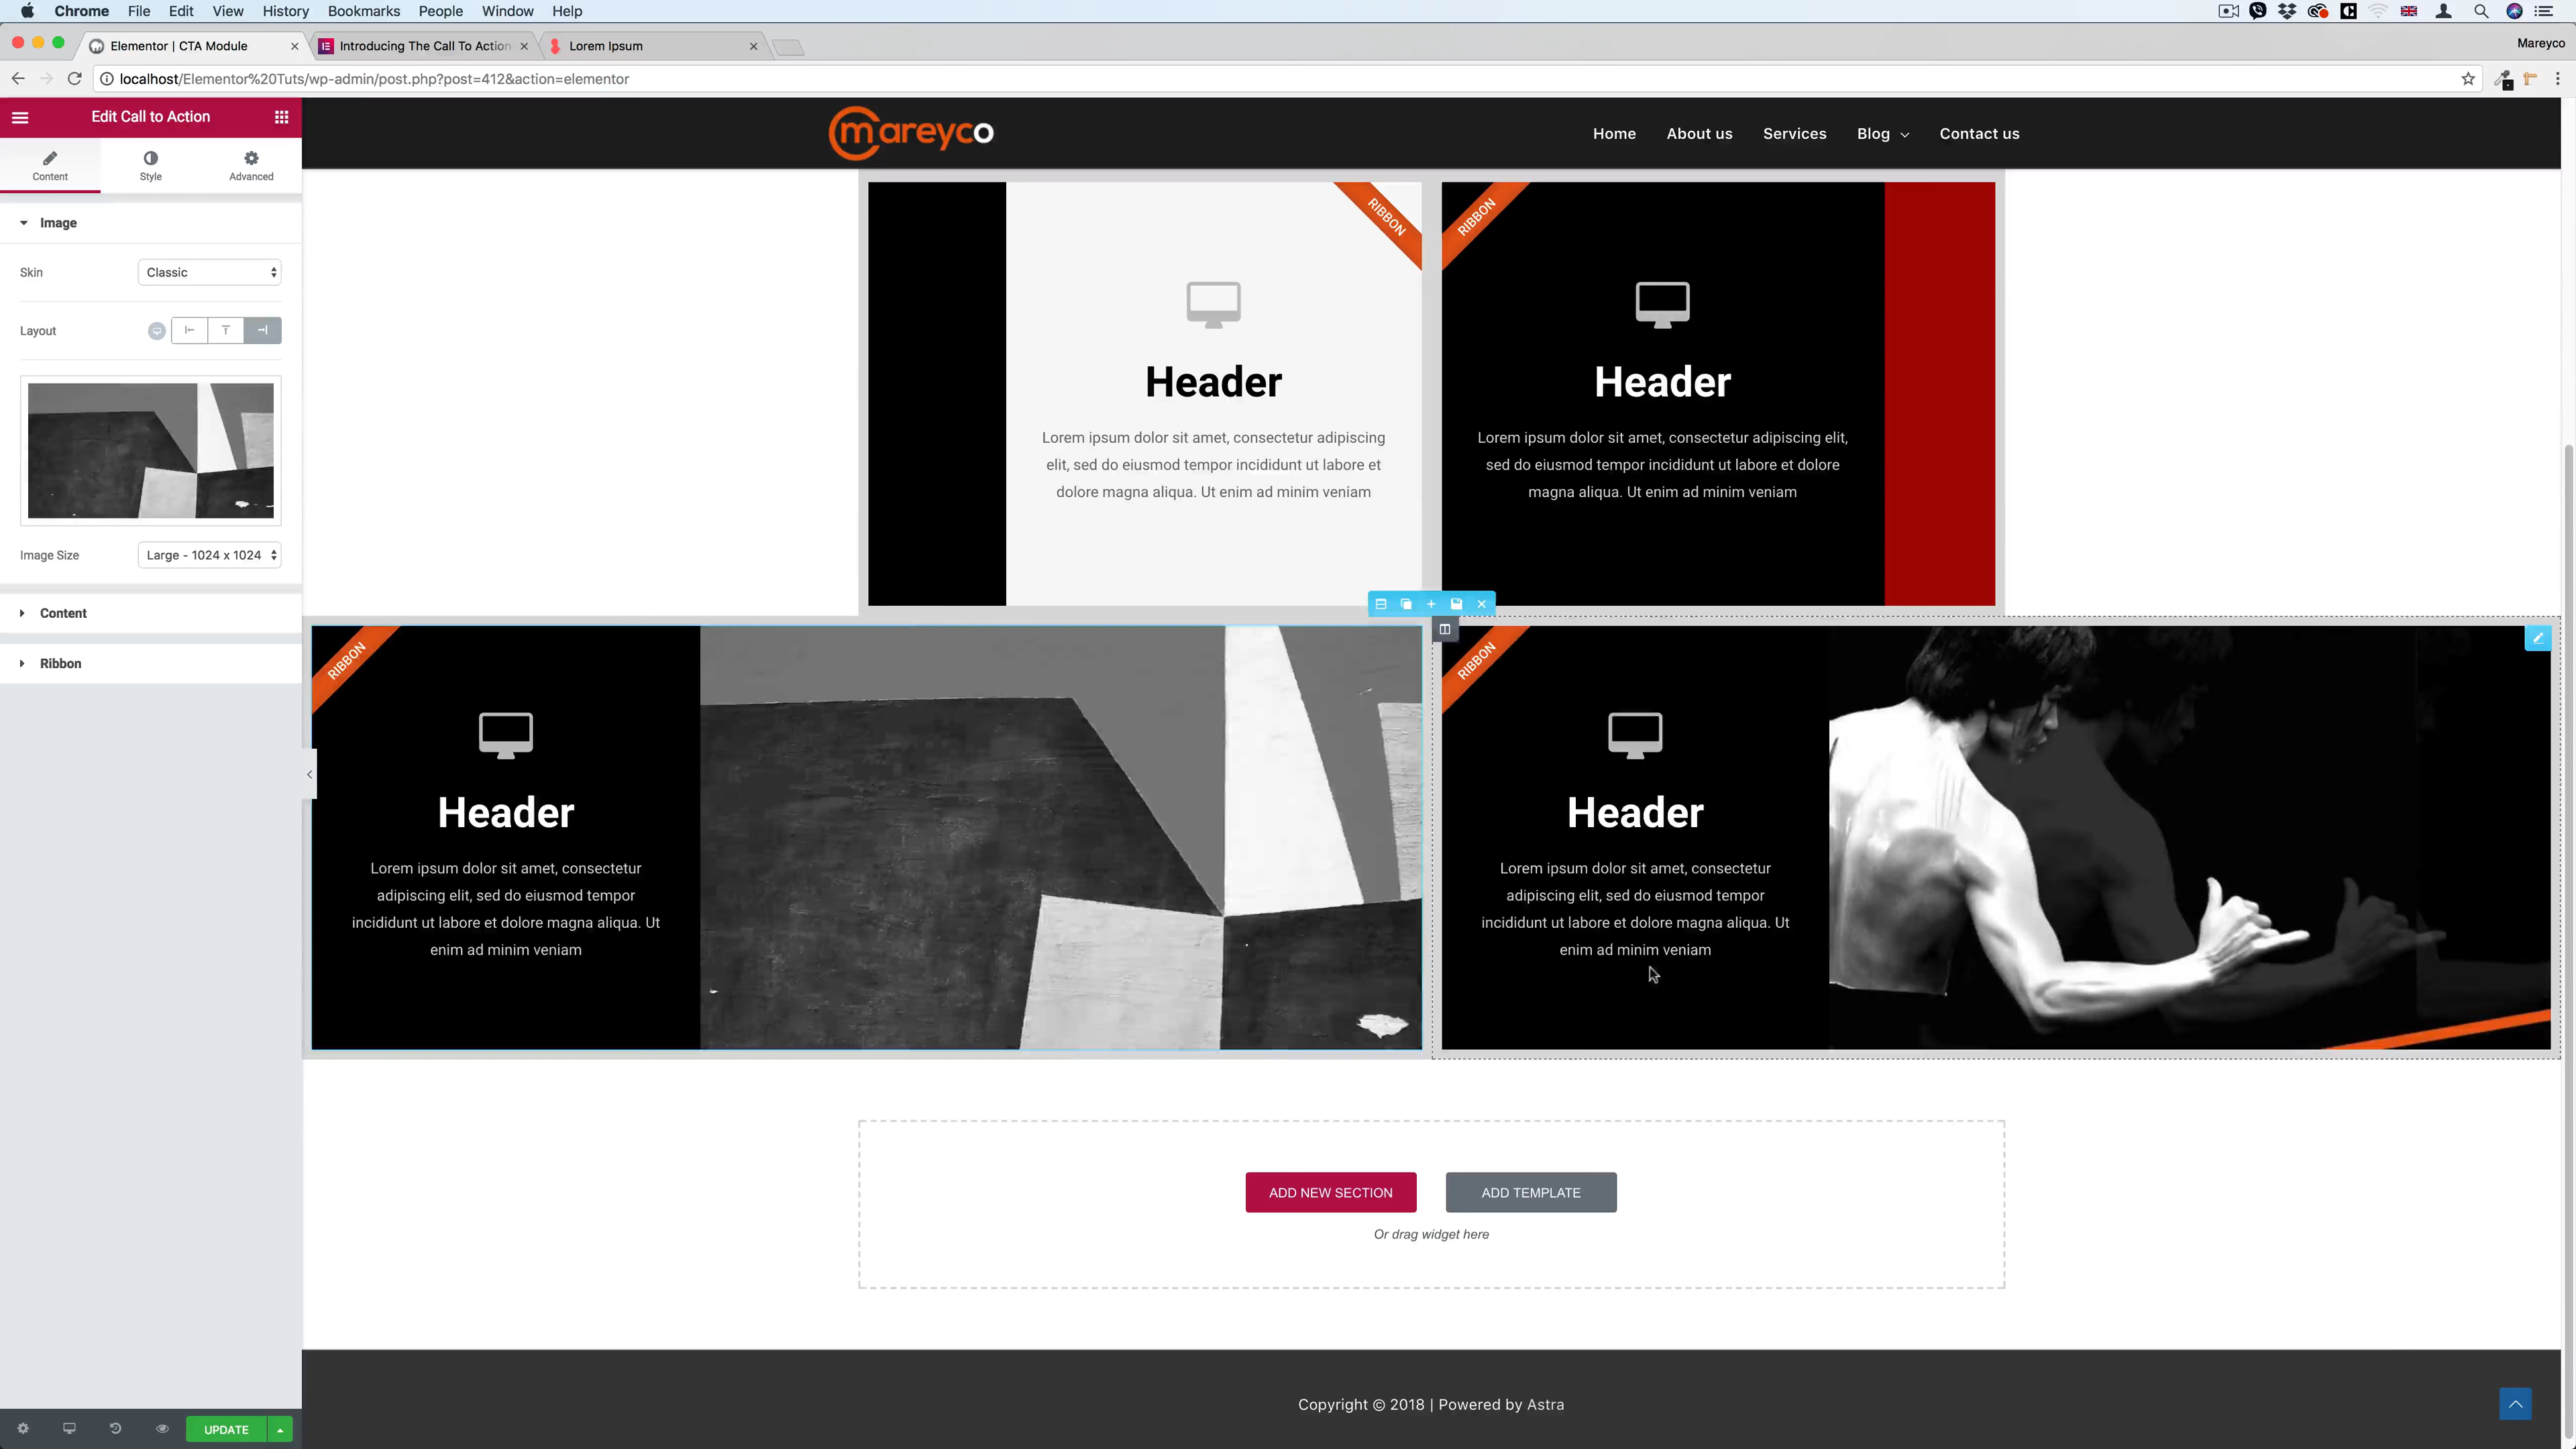 Chrome File Edit View History Bookmarks People Window Help
Elementor | CTA Module
Introducing The Call To Action
Lorem Ipsum
Mareyco
localhost/Elementor%20Tuts/wp-admin/post.php?post=412&action=elementor
Edit Call to Action
Content
Style
Advanced
Image
Skin
Classic
Layout
Image Size
Large - 1024 x 1024
Content
Ribbon
UPDATE
mareyco
Home About us Services Blog Contact us
RIBBON
Header
Lorem ipsum dolor sit amet, consectetur adipiscing
elit, sed do eiusmod tempor incididunt ut labore et
dolore magna aliqua. Ut enim ad minim veniam
RIBBON
Header
Lorem ipsum dolor sit amet, consectetur adipiscing elit,
sed do eiusmod tempor incididunt ut labore et dolore
magna aliqua. Ut enim ad minim veniam
RIBBON
Header
Lorem ipsum dolor sit amet, consectetur
adipiscing elit, sed do eiusmod tempor
incididunt ut labore et dolore magna aliqua. Ut
enim ad minim veniam
RIBBON
Header
Lorem ipsum dolor sit amet, consectetur
adipiscing elit, sed do eiusmod tempor
incididunt ut labore et dolore magna aliqua. Ut
enim ad minim veniam
ADD NEW SECTION
ADD TEMPLATE
Or drag widget here
Copyright © 2018 | Powered by Astra